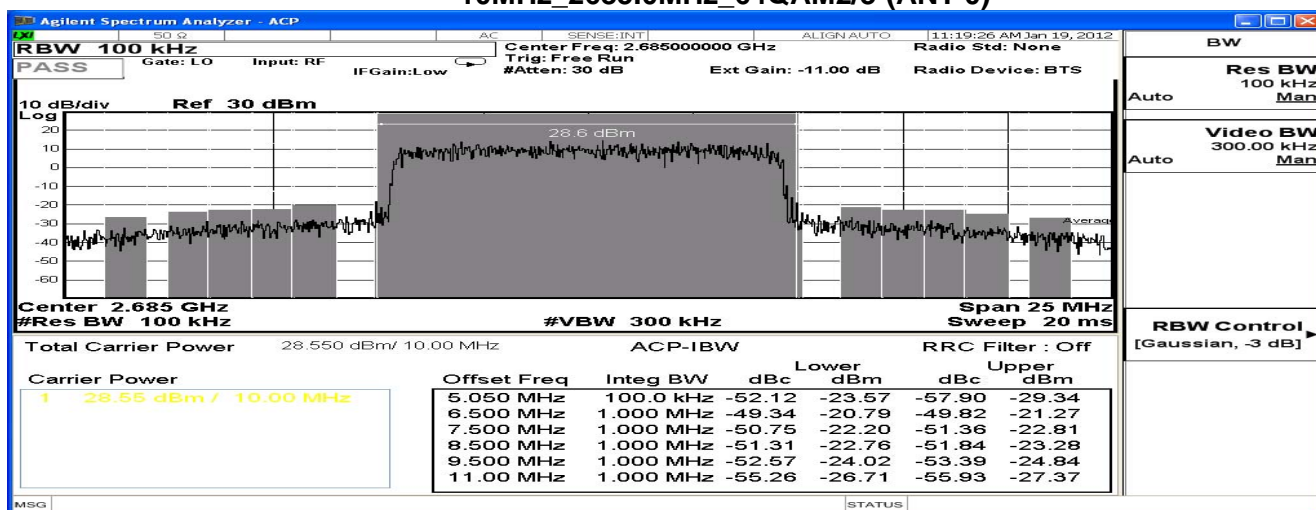 Agilent Spectrum Analyzer - ACP
LXI 50 Ω AC SENSE:INT ALIGN AUTO 11:19:26 AM Jan 19, 2012
RBW 100 kHz
Center Freq: 2.685000000 GHz Radio Std: None
PASS Gate: LO Input: RF IFGain:Low
Trig: Free Run
#Atten: 30 dB Ext Gain: -11.00 dB Radio Device: BTS
10 dB/div Ref 30 dBm
Log
20
10
0
-10
-20
-30
-40
-50
-60
28.6 dBm
Average
Center 2.685 GHz Span 25 MHz
#Res BW 100 kHz #VBW 300 kHz Sweep 20 ms
Total Carrier Power 28.550 dBm/ 10.00 MHz ACP-IBW RRC Filter : Off
Lower Upper
Carrier Power Offset Freq Integ BW dBc dBm dBc dBm
1 28.55 dBm / 10.00 MHz
5.050 MHz 100.0 kHz -52.12 -23.57 -57.90 -29.34
6.500 MHz 1.000 MHz -49.34 -20.79 -49.82 -21.27
7.500 MHz 1.000 MHz -50.75 -22.20 -51.36 -22.81
8.500 MHz 1.000 MHz -51.31 -22.76 -51.84 -23.28
9.500 MHz 1.000 MHz -52.57 -24.02 -53.39 -24.84
11.00 MHz 1.000 MHz -55.26 -26.71 -55.93 -27.37
MSG STATUS
BW
Res BW
100 kHz
Auto Man
Video BW
300.00 kHz
Auto Man
RBW Control
[Gaussian, -3 dB]